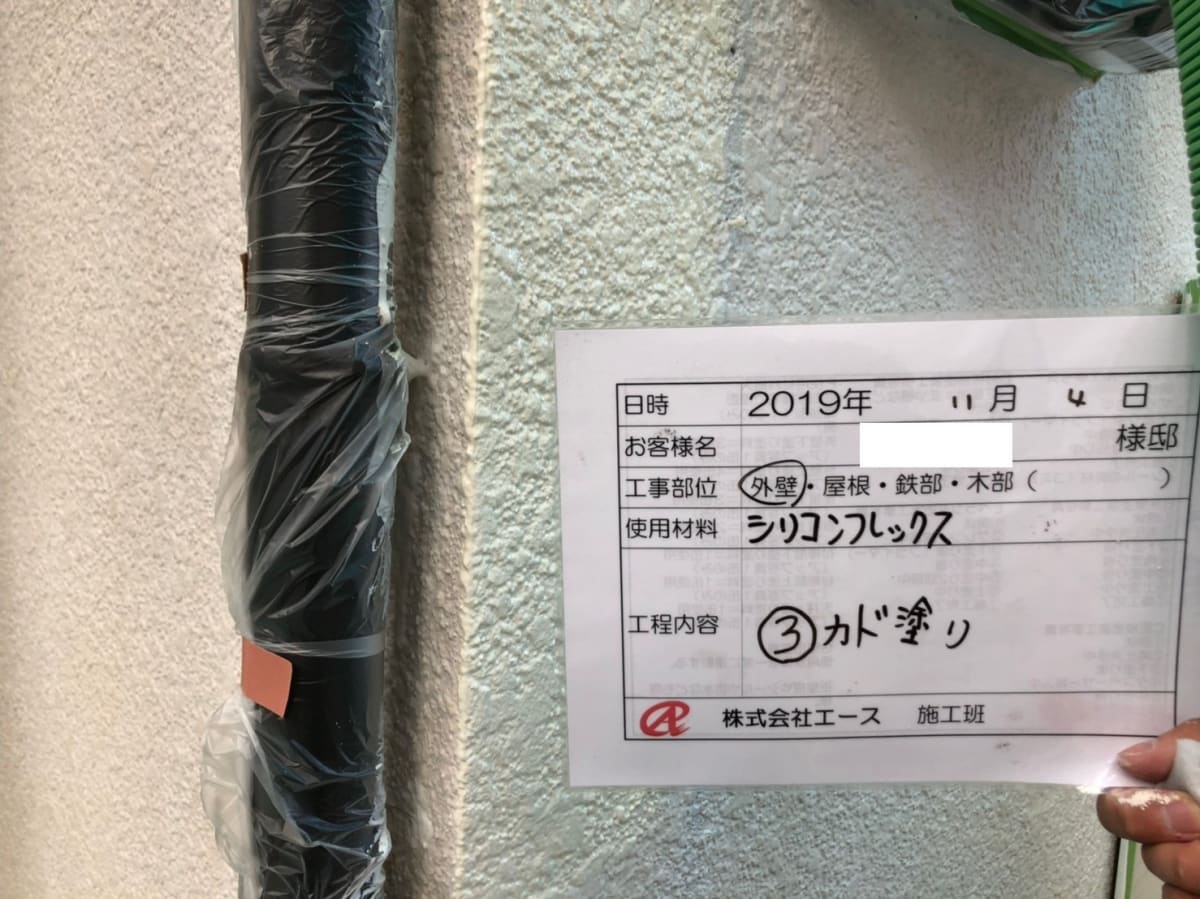 日時 2019年 11月 4日
お客様名 様邸
工事部位 外壁・屋根・鉄部・木部（ ）
使用材料 シリコンフレックス
工程内容 ③カド塗り
株式会社エース 施工班